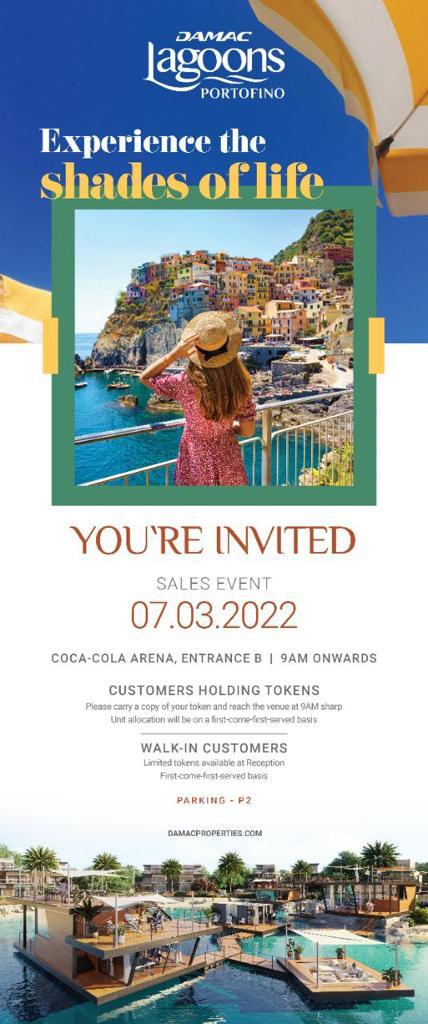 DAMAC
Lagoons
PORTOFINO
Experience the
shades of life
YOU'RE INVITED
SALES EVENT
07.03.2022
COCA-COLA ARENA, ENTRANCE B | 9AM ONWARDS
CUSTOMERS HOLDING TOKENS
Please carry a copy of your token and reach the venue at 9AM sharp
Unit allocation will be on a first-come-first-served basis
WALK-IN CUSTOMERS
Limited tokens available at Reception
First-come-first-served basis
PARKING - P2
DAMACPROPERTIES.COM